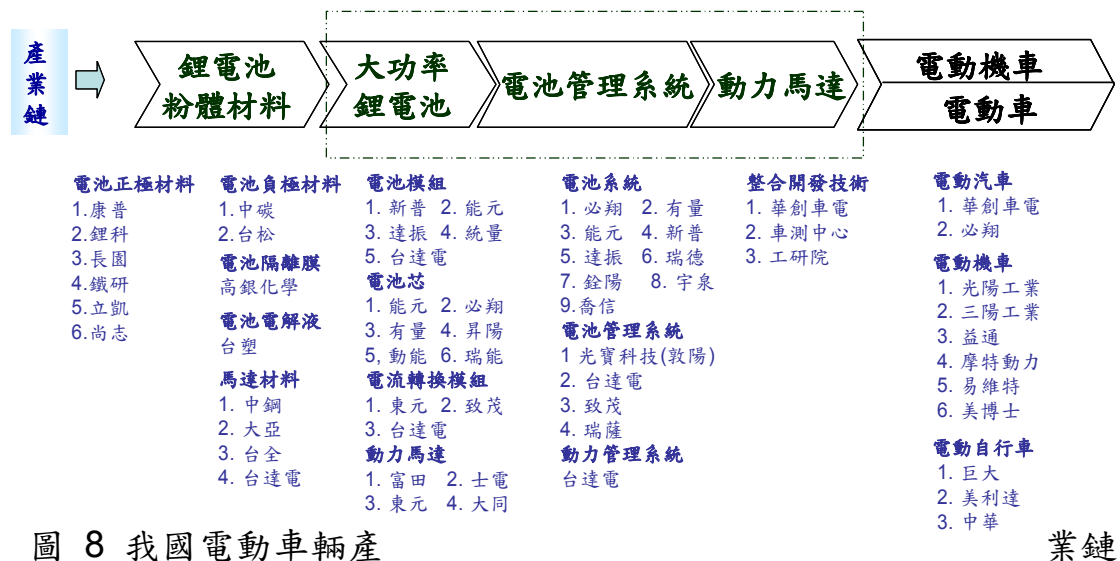 產業鏈
鋰電池
粉體材料
大功率
鋰電池
電池管理系統
動力馬達
電動機車
電動車
電池正極材料
1.康普
2.鋰科
3.長園
4.鐵研
5.立凱
6.尚志
電池負極材料
1.中碳
2.台松
電池隔離膜
高銀化學
電池電解液
台塑
馬達材料
1. 中鋼
2. 大亞
3. 台全
4. 台達電
電池模組
1. 新普 2. 能元
3. 達振 4. 統量
5. 台達電
電池芯
1. 能元 2. 必翔
3. 有量 4. 昇陽
5, 動能 6. 瑞能
電流轉換模組
1. 東元 2. 致茂
3. 台達電
動力馬達
1. 富田 2. 士電
3. 東元 4. 大同
電池系統
1. 必翔 2. 有量
3. 能元 4. 新普
5. 達振 6. 瑞德
7. 銓陽 8. 宇泉
9.喬信
電池管理系統
1 光寶科技(敦陽)
2. 台達電
3. 致茂
4. 瑞薩
動力管理系統
台達電
整合開發技術
1. 華創車電
2. 車測中心
3. 工研院
電動汽車
1. 華創車電
2. 必翔
電動機車
1. 光陽工業
2. 三陽工業
3. 益通
4. 摩特動力
5. 易維特
6. 美博士
電動自行車
1. 巨大
2. 美利達
3. 中華
圖 8 我國電動車輛產 業鏈